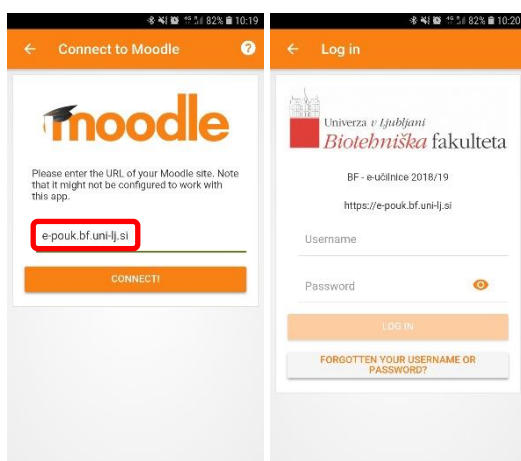 82% 10:19
Connect to Moodle ?
moodle
Please enter the URL of your Moodle site. Note
that it might not be configured to work with
this app.
e-pouk.bf.uni-lj.si
CONNECT!
82% 10:20
Log in
Univerza v Ljubljani
Biotehniška fakulteta
BF - e-učilnice 2018/19
https://e-pouk.bf.uni-lj.si
Username
Password
LOG IN
FORGOTTEN YOUR USERNAME OR
PASSWORD?